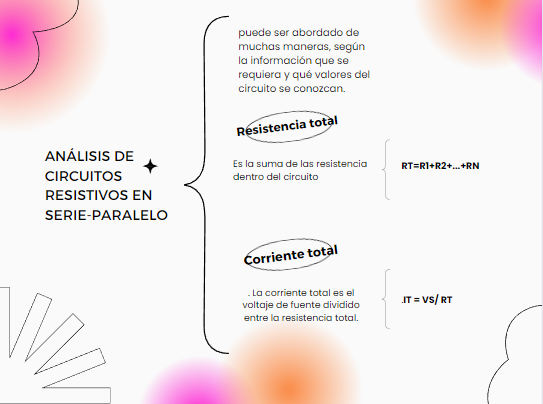 ANÁLISIS DE
CIRCUITOS
RESISTIVOS EN
SERIE-PARALELO
puede ser abordado de
muchas maneras, según
la información que se
requiera y qué valores del
circuito se conozcan.
Resistencia total
Es la suma de las resistencia
dentro del circuito
RT=R1+R2+...+RN
Corriente total
. La corriente total es el
voltaje de fuente dividido
entre la resistencia total.
.IT = VS/ RT